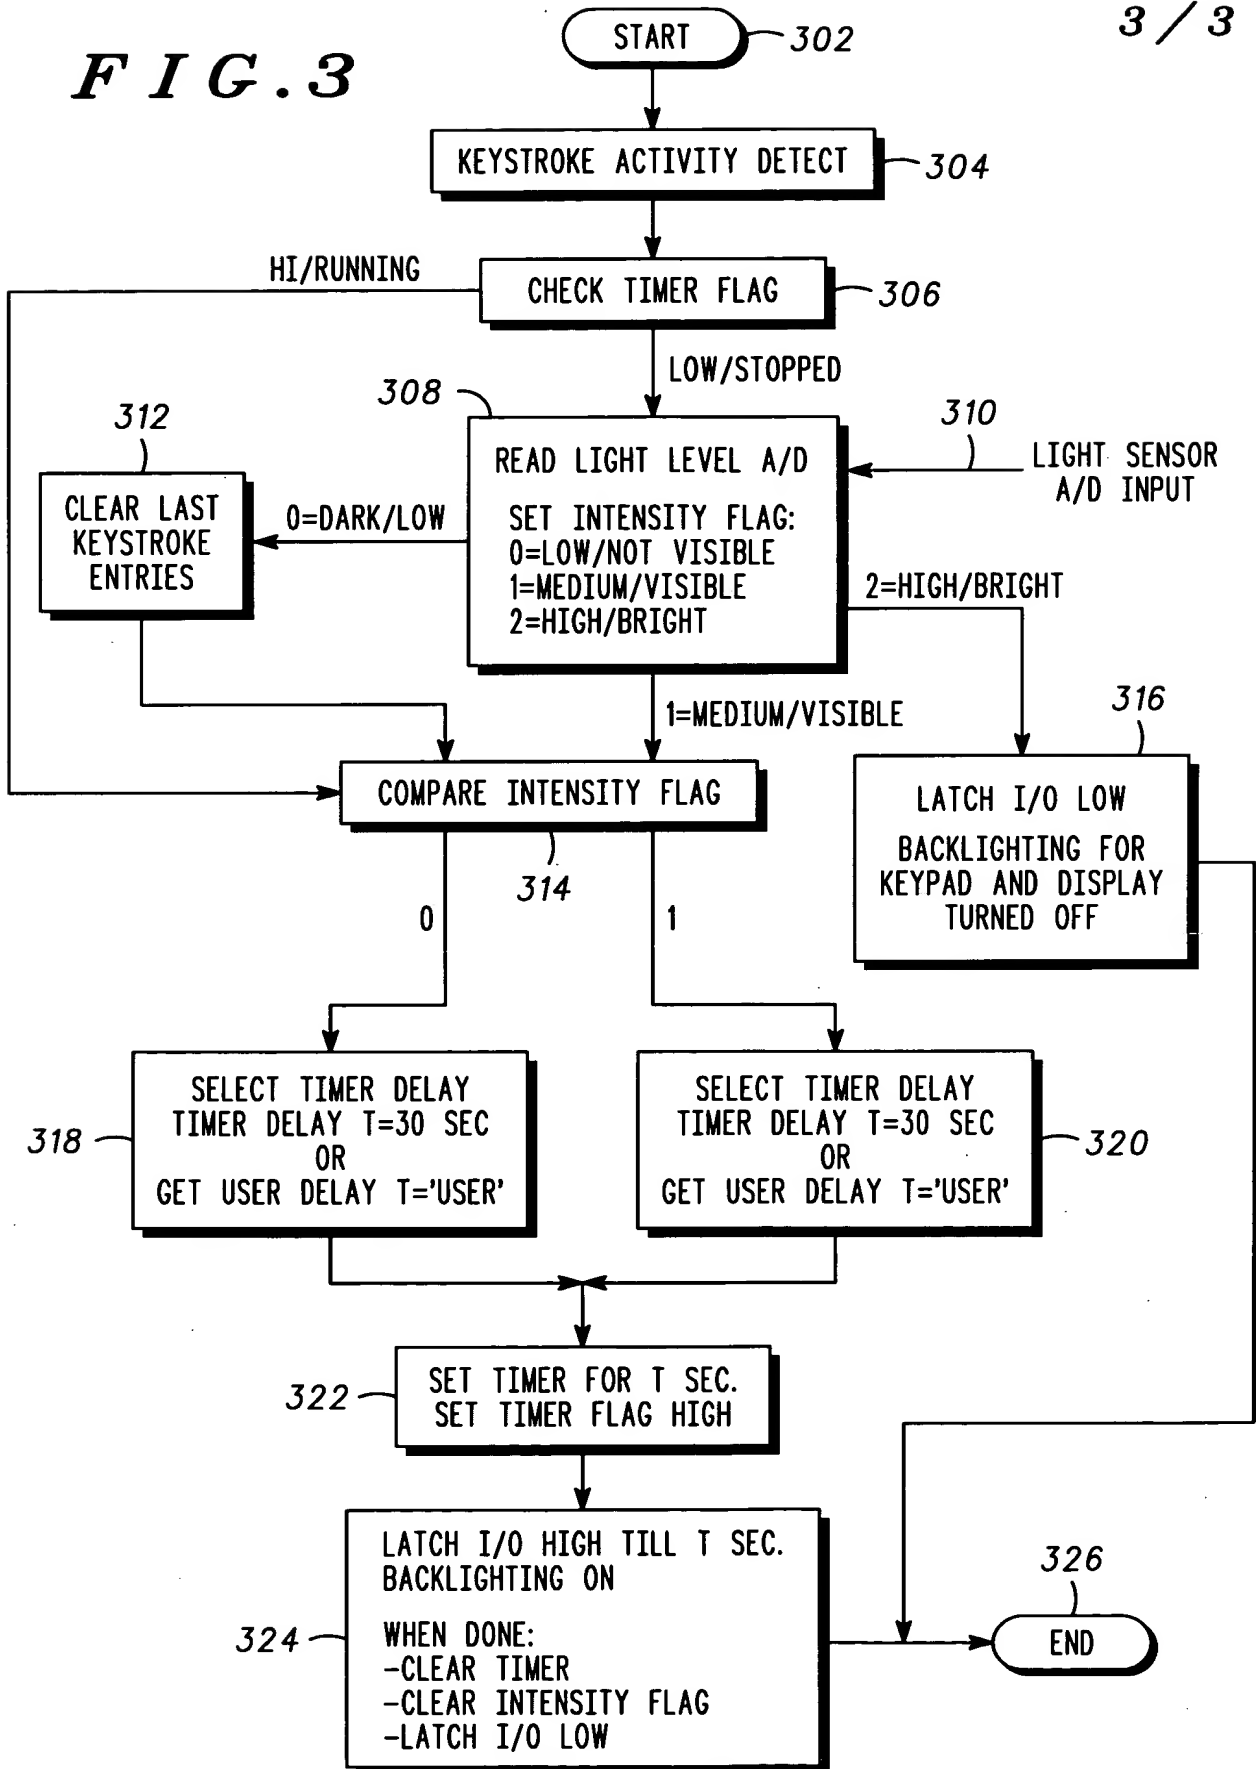 3/3
FIG.3
START
302
KEYSTROKE ACTIVITY DETECT
304
HI/RUNNING
CHECK TIMER FLAG
306
LOW/STOPPED
308
312
310
READ LIGHT LEVEL A/D
SET INTENSITY FLAG:
0=LOW/NOT VISIBLE
1=MEDIUM/VISIBLE
2=HIGH/BRIGHT
LIGHT SENSOR
A/D INPUT
CLEAR LAST
KEYSTROKE
ENTRIES
0=DARK/LOW
2=HIGH/BRIGHT
1=MEDIUM/VISIBLE
316
COMPARE INTENSITY FLAG
314
LATCH I/O LOW
BACKLIGHTING FOR
KEYPAD AND DISPLAY
TURNED OFF
0
1
SELECT TIMER DELAY
TIMER DELAY T=30 SEC
OR
GET USER DELAY T='USER'
318
SELECT TIMER DELAY
TIMER DELAY T=30 SEC
OR
GET USER DELAY T='USER'
320
SET TIMER FOR T SEC.
SET TIMER FLAG HIGH
322
LATCH I/O HIGH TILL T SEC.
BACKLIGHTING ON
WHEN DONE:
-CLEAR TIMER
-CLEAR INTENSITY FLAG
-LATCH I/O LOW
324
326
END